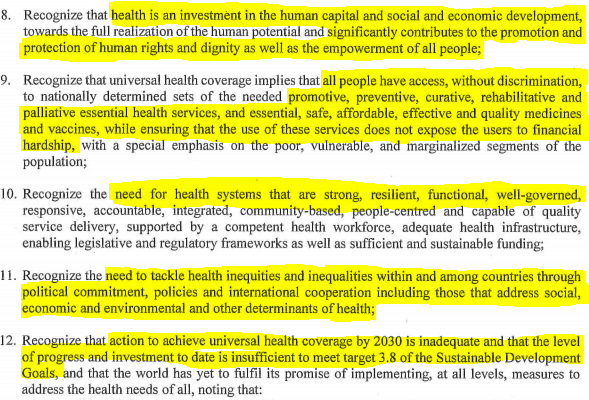 8. Recognize that health is an investment in the human capital and social and economic development,
towards the full realization of the human potential and significantly contributes to the promotion and
protection of human rights and dignity as well as the empowerment of all people;
9. Recognize that universal health coverage implies that all people have access, without discrimination,
to nationally determined sets of the needed promotive, preventive, curative, rehabilitative and
palliative essential health services, and essential, safe, affordable, effective and quality medicines
and vaccines, while ensuring that the use of these services does not expose the users to financial
hardship, with a special emphasis on the poor, vulnerable, and marginalized segments of the
population;
10. Recognize the need for health systems that are strong, resilient, functional, well-governed,
responsive, accountable, integrated, community-based, people-centred and capable of quality
service delivery, supported by a competent health workforce, adequate health infrastructure,
enabling legislative and regulatory frameworks as well as sufficient and sustainable funding;
11. Recognize the need to tackle health inequities and inequalities within and among countries through
political commitment, policies and international cooperation including those that address social,
economic and environmental and other determinants of health;
12. Recognize that action to achieve universal health coverage by 2030 is inadequate and that the level
of progress and investment to date is insufficient to meet target 3.8 of the Sustainable Development
Goals, and that the world has yet to fulfil its promise of implementing, at all levels, measures to
address the health needs of all, noting that: